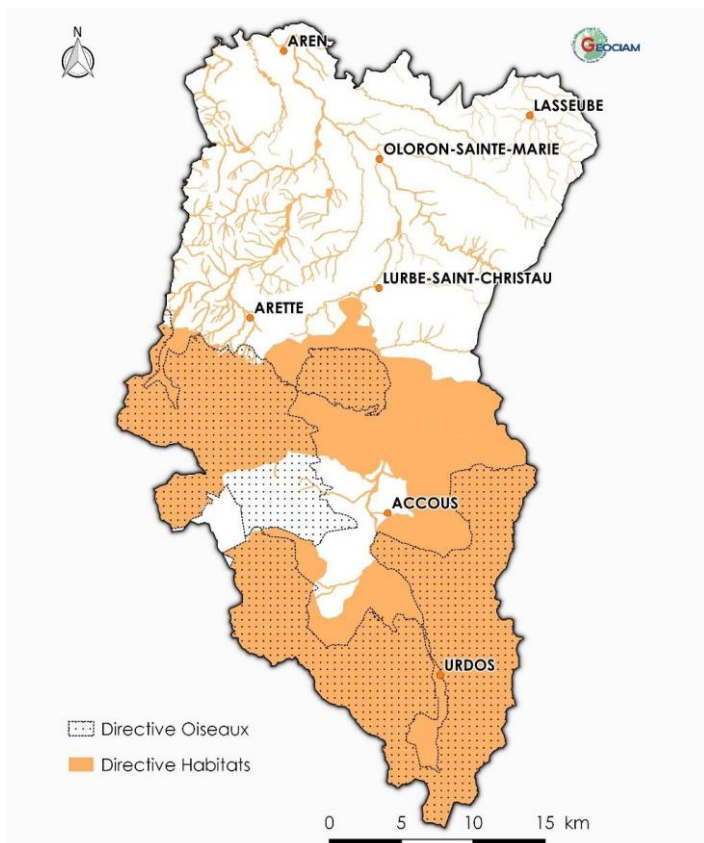 N
GEOCIAM
AREN
LASSEUBE
OLORON-SAINTE-MARIE
LURBE-SAINT-CHRISTAU
ARETTE
ACCOUS
URDOS
Directive Oiseaux
Directive Habitats
0 5 10 15 km